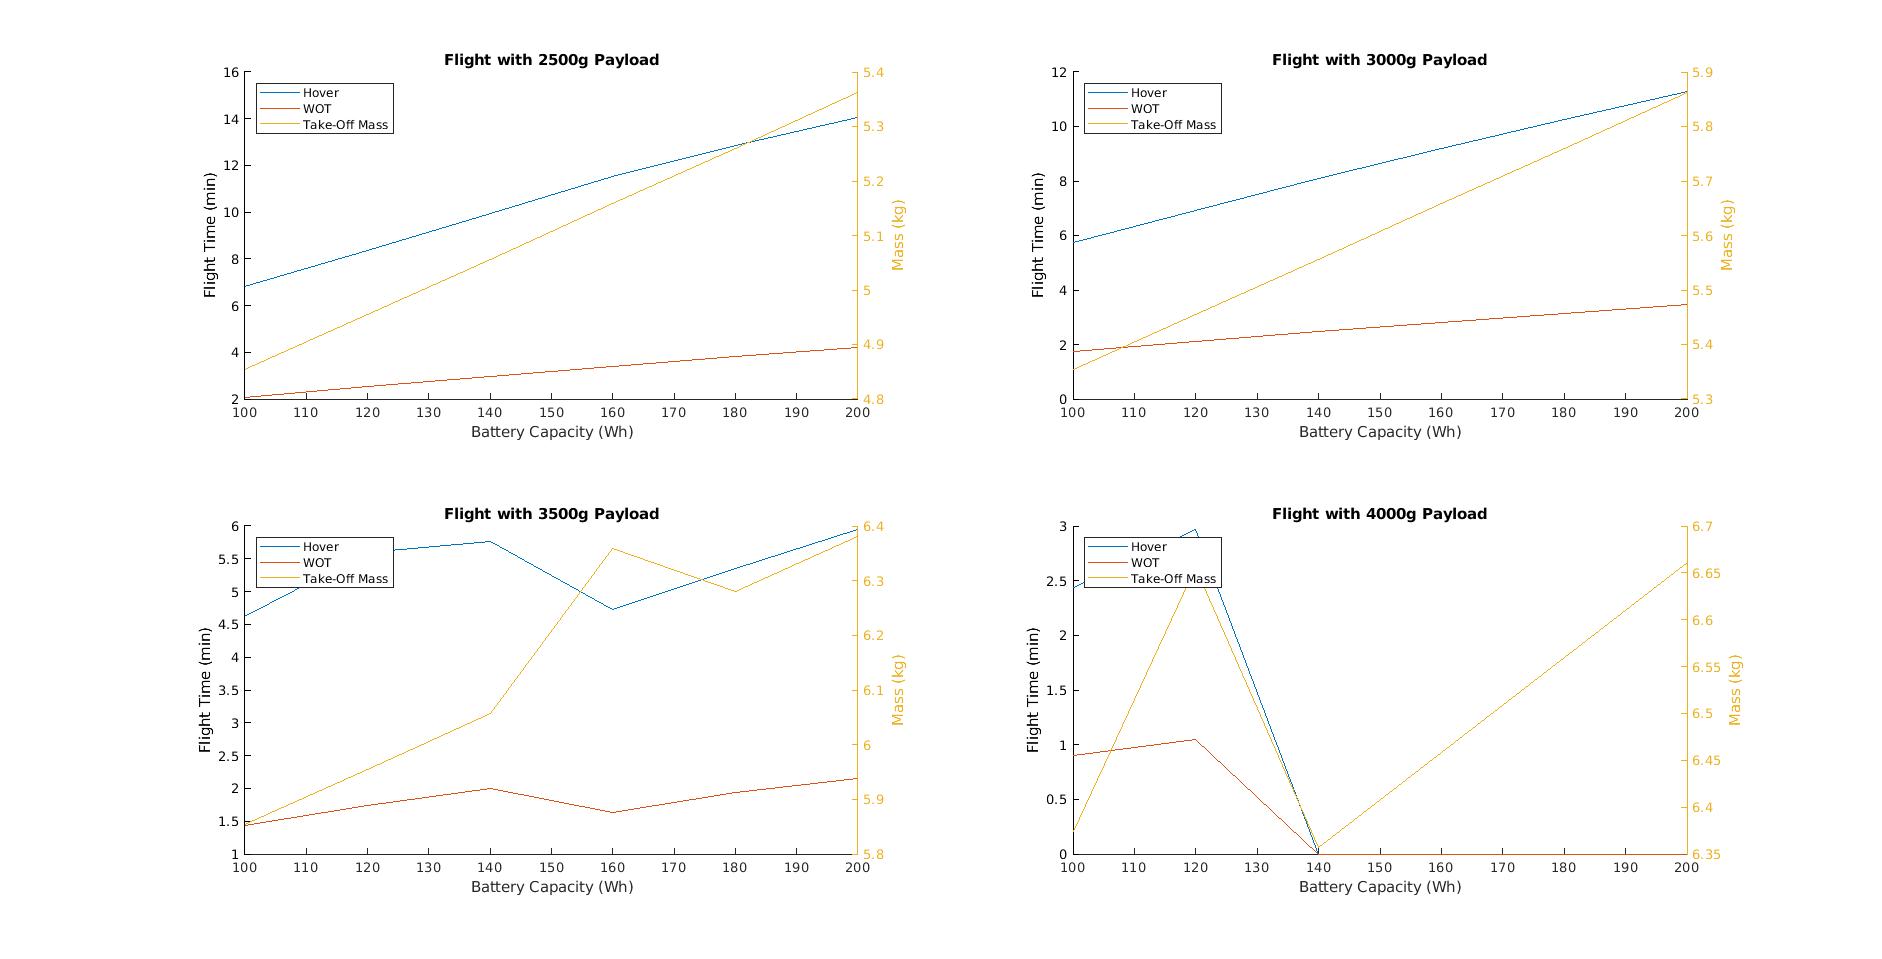 Flight with 2500g Payload
16
14
12
10
8
6
4
2
Flight Time (min)
Hover
WOT
Take-Off Mass
5.4
5.3
5.2
5.1
5
4.9
4.8
Mass (kg)
100 110 120 130 140 150 160 170 180 190 200
Battery Capacity (Wh)
Flight with 3000g Payload
12
10
8
6
4
2
0
Flight Time (min)
Hover
WOT
Take-Off Mass
5.9
5.8
5.7
5.6
5.5
5.4
5.3
Mass (kg)
100 110 120 130 140 150 160 170 180 190 200
Battery Capacity (Wh)
Flight with 3500g Payload
6
5.5
5
4.5
4
3.5
3
2.5
2
1.5
1
Flight Time (min)
Hover
WOT
Take-Off Mass
6.4
6.3
6.2
6.1
6
5.9
5.8
Mass (kg)
100 110 120 130 140 150 160 170 180 190 200
Battery Capacity (Wh)
Flight with 4000g Payload
3
2.5
2
1.5
1
0.5
0
Flight Time (min)
Hover
WOT
Take-Off Mass
6.7
6.65
6.6
6.55
6.5
6.45
6.4
6.35
Mass (kg)
100 110 120 130 140 150 160 170 180 190 200
Battery Capacity (Wh)